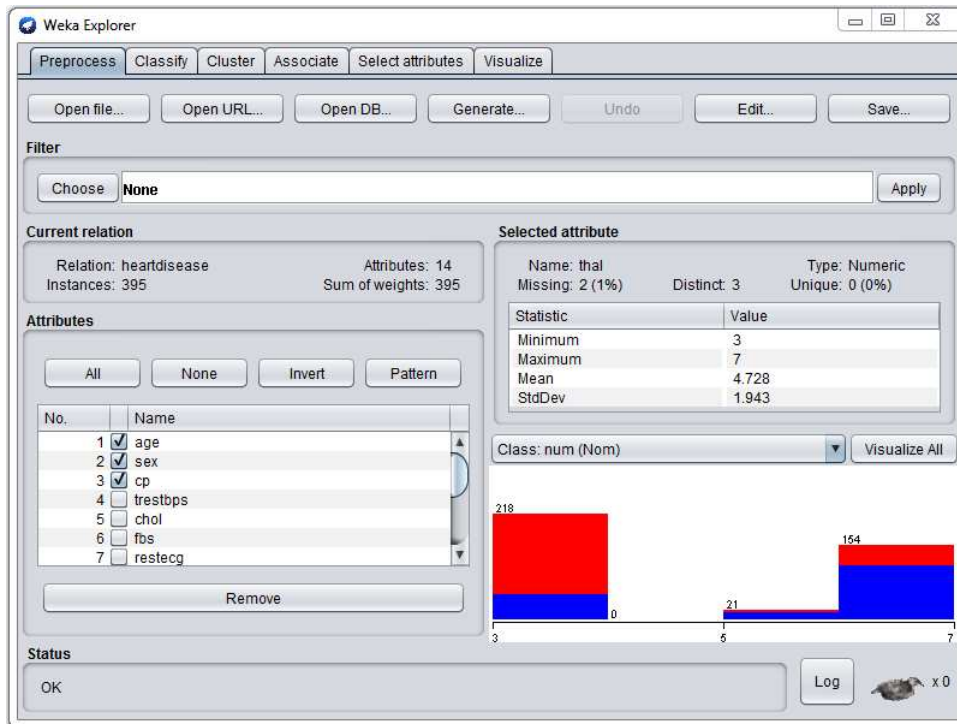 Weka Explorer
Preprocess Classify Cluster Associate Select attributes Visualize
Open file... Open URL... Open DB... Generate... Undo Edit... Save...
Filter
Choose None Apply
Current relation
Relation: heartdisease Attributes: 14
Instances: 395 Sum of weights: 395
Attributes
All None Invert Pattern
No. Name
1 age
2 sex
3 cp
4 trestbps
5 chol
6 fbs
7 restecg
Remove
Selected attribute
Name: thal Type: Numeric
Missing: 2 (1%) Distinct: 3 Unique: 0 (0%)
Statistic Value
Minimum 3
Maximum 7
Mean 4.728
StdDev 1.943
Class: num (Nom) Visualize All
218
154
0 21
3 5 7
Status
OK Log x 0